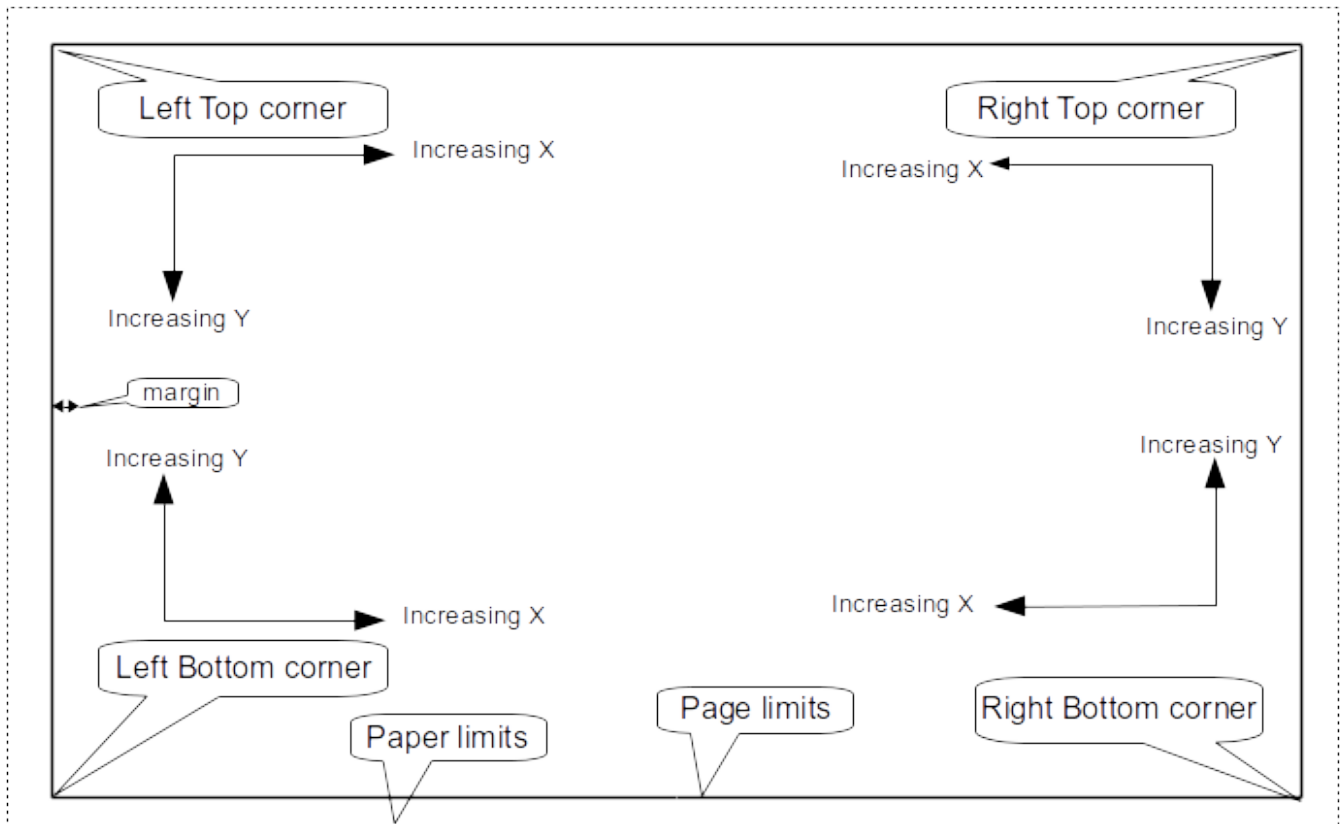 Left Top corner
Right Top corner
Increasing X
Increasing X
Increasing Y
Increasing Y
margin
Increasing Y
Increasing Y
Increasing X
Increasing X
Left Bottom corner
Page limits
Right Bottom corner
Paper limits